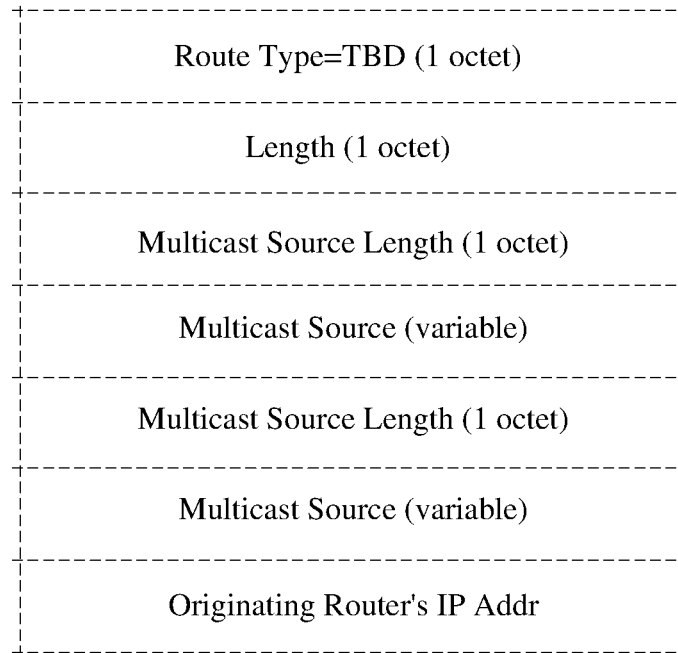 Route Type=TBD (1 octet)
Length (1 octet)
Multicast Source Length (1 octet)
Multicast Source (variable)
Multicast Source Length (1 octet)
Multicast Source (variable)
Originating Router's IP Addr